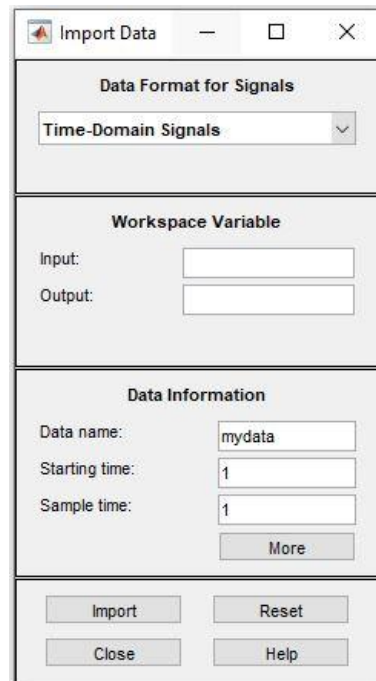 Import Data
Data Format for Signals
Time-Domain Signals
Workspace Variable
Input:
Output:
Data Information
Data name: mydata
Starting time: 1
Sample time: 1
More
Import Reset
Close Help